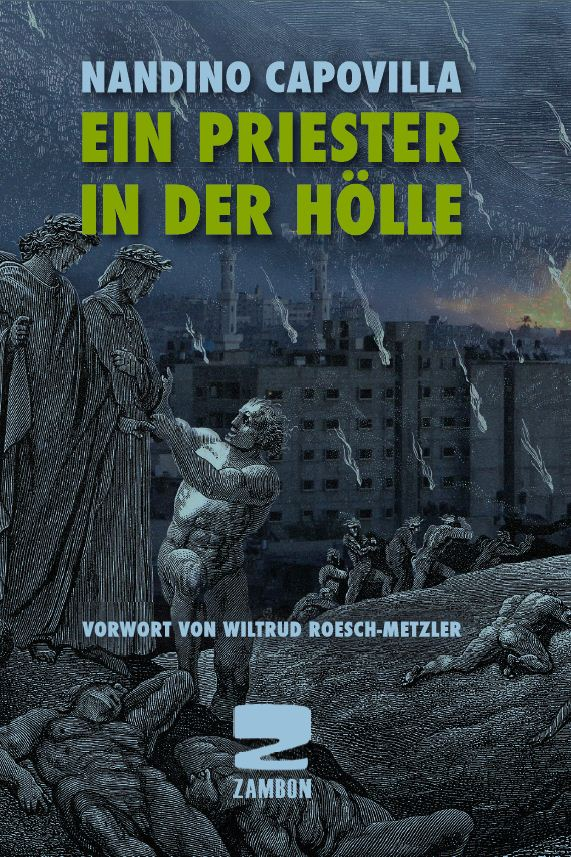 NANDINO CAPOVILLA
EIN PRIESTER
IN DER HÖLLE
VORWORT VON WILTRUD ROESCH-METZLER
Z
ZAMBON